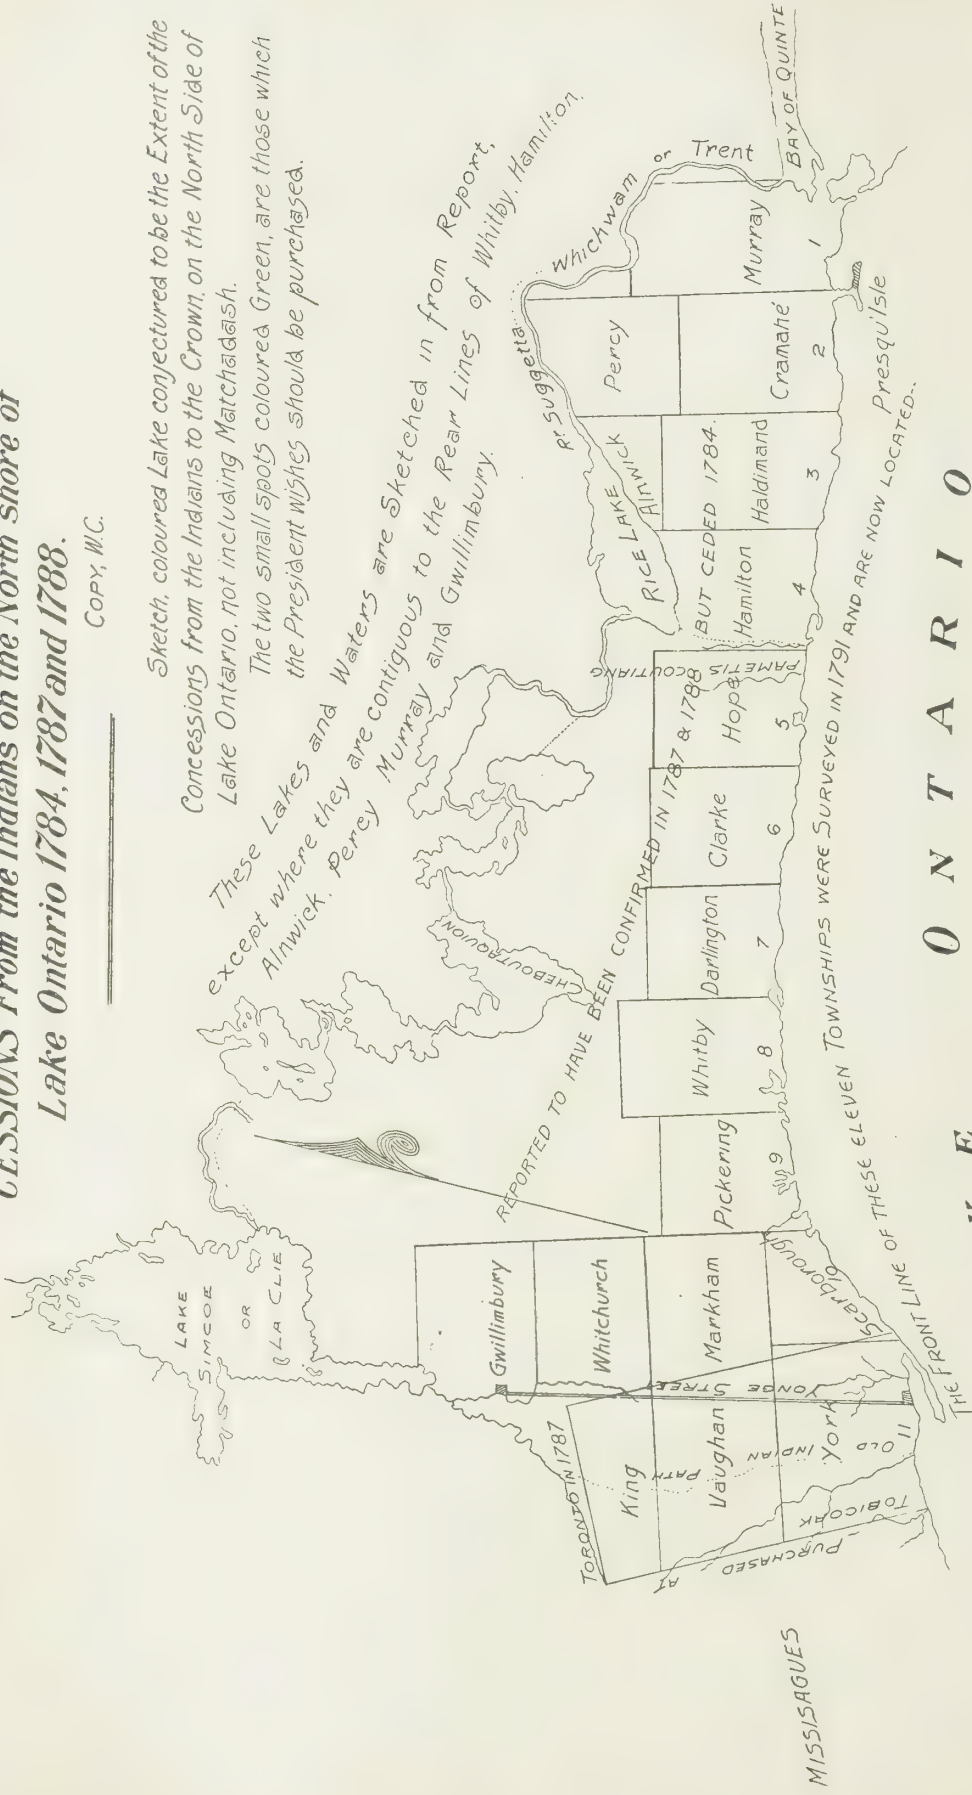 CESSIONS From the Indians on the North shore of
Lake Ontario 1784, 1787 and 1788.
COPY, W.C.
Sketch, coloured Lake conjectured to be the Extent of the
Concessions from the Indians to the Crown, on the North Side of
Lake Ontario, not including Matchadash.
The two small spots coloured Green, are those which
the President wishes should be purchased.
These Lakes and Waters are Sketched in from Report,
except where they are contiguous to the Rear Lines of Whitby, Hamilton,
Alnwick, Percy Murray and Gwillimbury.
LAKE
SIMCOE
OR
LA CLIE
CHEBOUTAQUION
Rr. Suggetta
Whichwam
or Trent
BAY OF QUINTE
RICE LAKE
PAMETIS COUTIANG
REPORTED TO HAVE BEEN CONFIRMED IN 1787 & 1788
BUT CEDED 1784.
Gwillimbury
Whitchurch
Markham
Scarborough
King
Vaughan
York
11
YONGE STREET
OLD INDIAN PATH
TORONTO IN 1787
PURCHASED AT
TOBICOAK
MISSISAGUES
Pickering
9
Whitby
8
Darlington
7
Clarke
6
Hope
5
Hamilton
4
Alnwick
Haldimand
3
Percy
Cramahé
2
Murray
1
Presqu'Isle
THE FRONT LINE OF THESE ELEVEN TOWNSHIPS WERE SURVEYED IN 1791 AND ARE NOW LOCATED.
K E ONTARIO